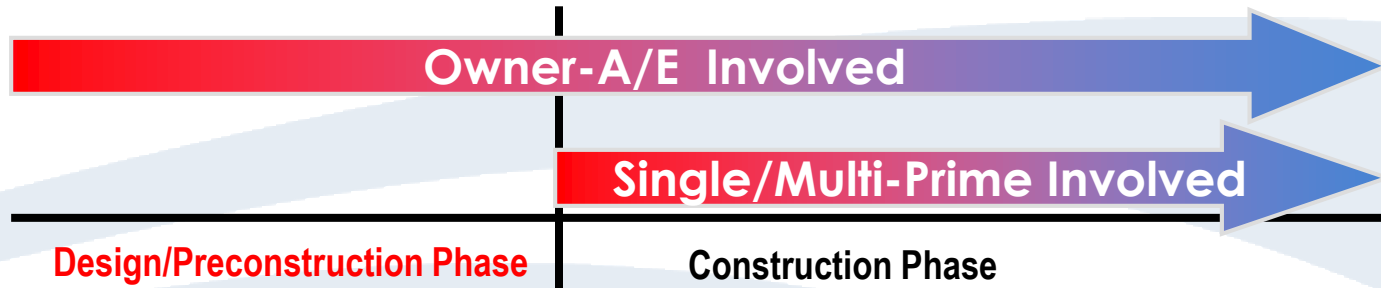 Owner-A/E Involved
Single/Multi-Prime Involved
Design/Preconstruction Phase
Construction Phase